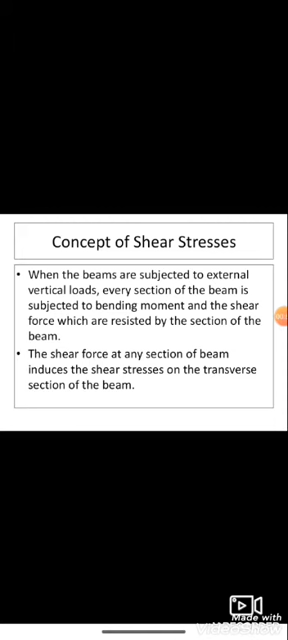 Concept of Shear Stresses
• When the beams are subjected to external
vertical loads, every section of the beam is
subjected to bending moment and the shear
force which are resisted by the section of the
beam.
• The shear force at any section of beam
induces the shear stresses on the transverse
section of the beam.
Made with